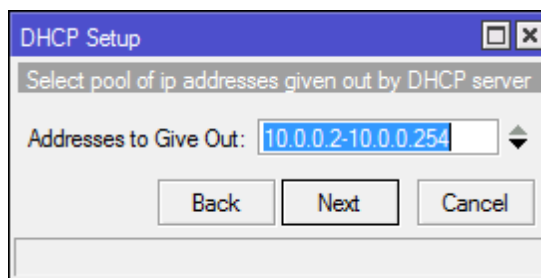 DHCP Setup
Select pool of ip addresses given out by DHCP server
Addresses to Give Out: 10.0.0.2-10.0.0.254
Back Next Cancel